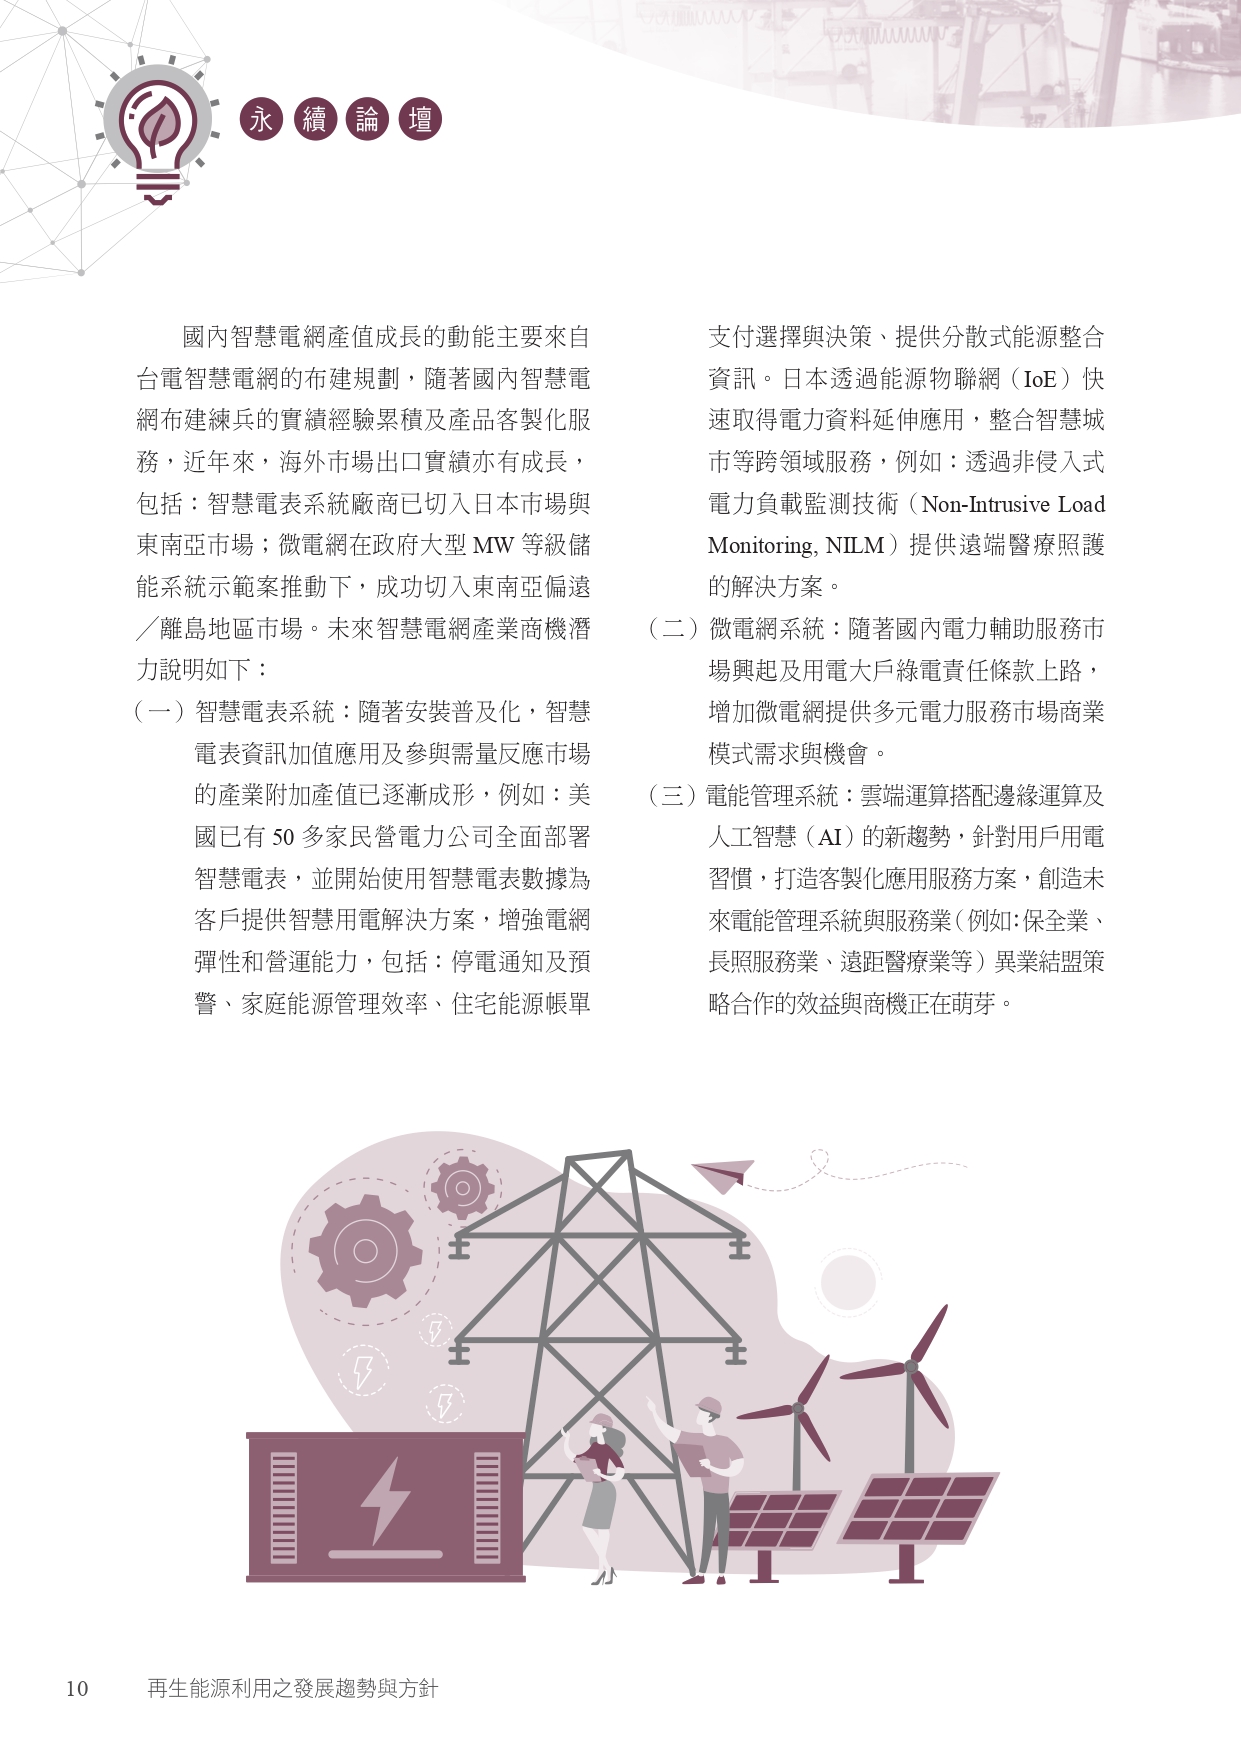 永續論壇
國內智慧電網產值成長的動能主要來自
台電智慧電網的布建規劃，隨著國內智慧電
網布建練兵的實績經驗累積及產品客製化服
務，近年來，海外市場出口實績亦有成長，
包括：智慧電表系統廠商已切入日本市場與
東南亞市場；微電網在政府大型 MW 等級儲
能系統示範案推動下，成功切入東南亞偏遠
／離島地區市場。未來智慧電網產業商機潛
力說明如下：
（一）智慧電表系統：隨著安裝普及化，智慧
電表資訊加值應用及參與需量反應市場
的產業附加產值已逐漸成形，例如：美
國已有 50 多家民營電力公司全面部署
智慧電表，並開始使用智慧電表數據為
客戶提供智慧用電解決方案，增強電網
彈性和營運能力，包括：停電通知及預
警、家庭能源管理效率、住宅能源帳單
支付選擇與決策、提供分散式能源整合
資訊。日本透過能源物聯網（IoE）快
速取得電力資料延伸應用，整合智慧城
市等跨領域服務，例如：透過非侵入式
電力負載監測技術（Non-Intrusive Load
Monitoring, NILM）提供遠端醫療照護
的解決方案。
（二）微電網系統：隨著國內電力輔助服務市
場興起及用電大戶綠電責任條款上路，
增加微電網提供多元電力服務市場商業
模式需求與機會。
（三）電能管理系統：雲端運算搭配邊緣運算及
人工智慧（AI）的新趨勢，針對用戶用電
習慣，打造客製化應用服務方案，創造未
來電能管理系統與服務業（例如：保全業、
長照服務業、遠距醫療業等）異業結盟策
略合作的效益與商機正在萌芽。
10 再生能源利用之發展趨勢與方針